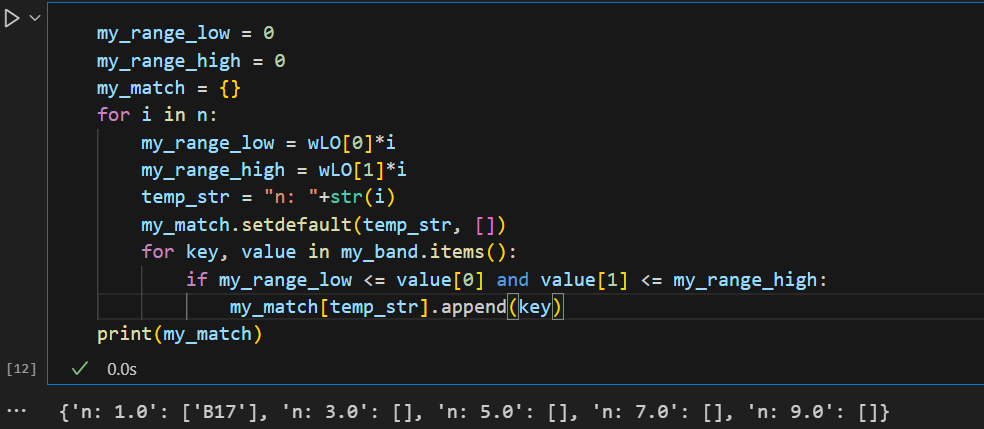 my_range_low = 0
my_range_high = 0
my_match = {}
for i in n:
    my_range_low = wLO[0]*i
    my_range_high = wLO[1]*i
    temp_str = "n: "+str(i)
    my_match.setdefault(temp_str, [])
    for key, value in my_band.items():
        if my_range_low <= value[0] and value[1] <= my_range_high:
            my_match[temp_str].append(key)
print(my_match)
[12] 0.0s
... {'n: 1.0': ['B17'], 'n: 3.0': [], 'n: 5.0': [], 'n: 7.0': [], 'n: 9.0': []}